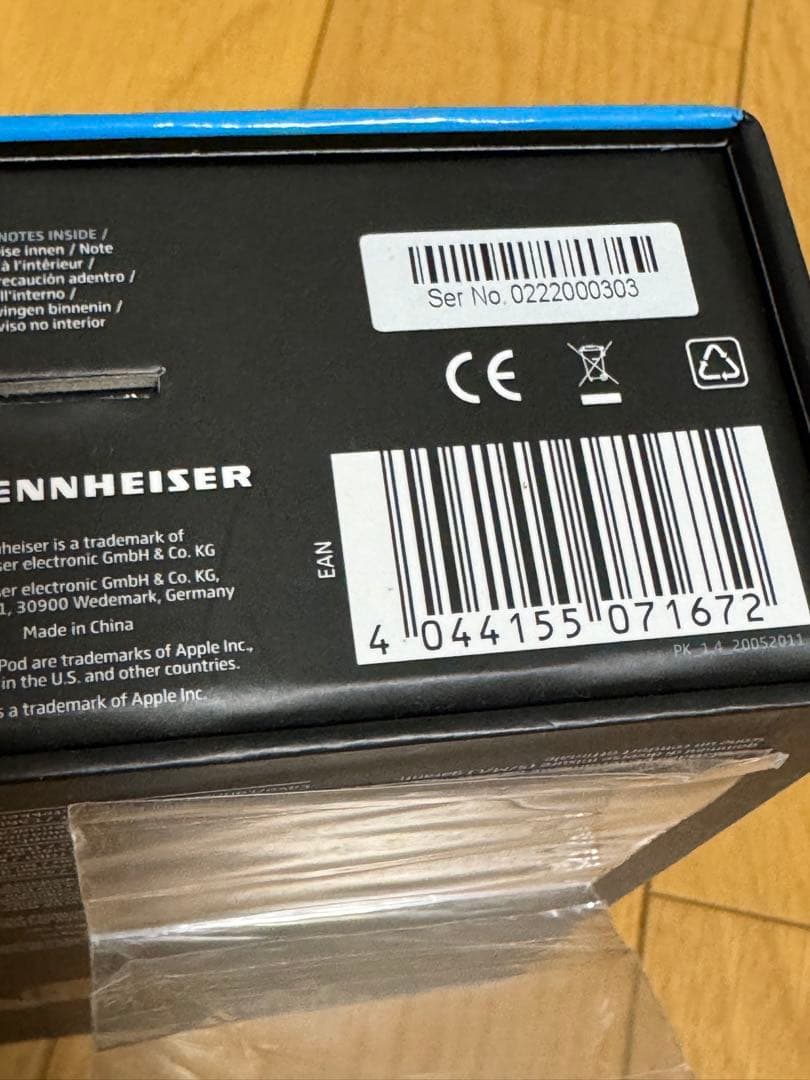 NOTES INSIDE /
ise innen / Note
à l'intérieur /
recaución adentro /
ll'interno /
vingen binnenin /
viso no interior
Ser No. 0222000303
CE
ENNHEISER
heiser is a trademark of
er electronic GmbH & Co. KG
er electronic GmbH & Co. KG,
1, 30900 Wedemark, Germany
Made in China
Pod are trademarks of Apple Inc.,
in the U.S. and other countries.
s a trademark of Apple Inc.
EAN
4 044155 071672
PK_1.4_20052011